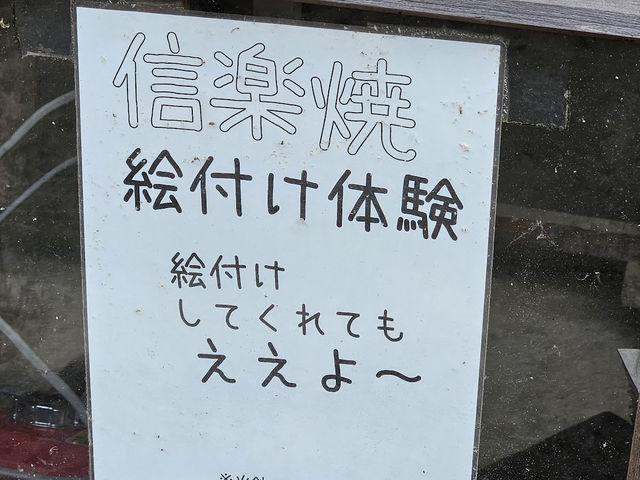 信楽焼
絵付け体験
絵付け
してくれても
ええよ～